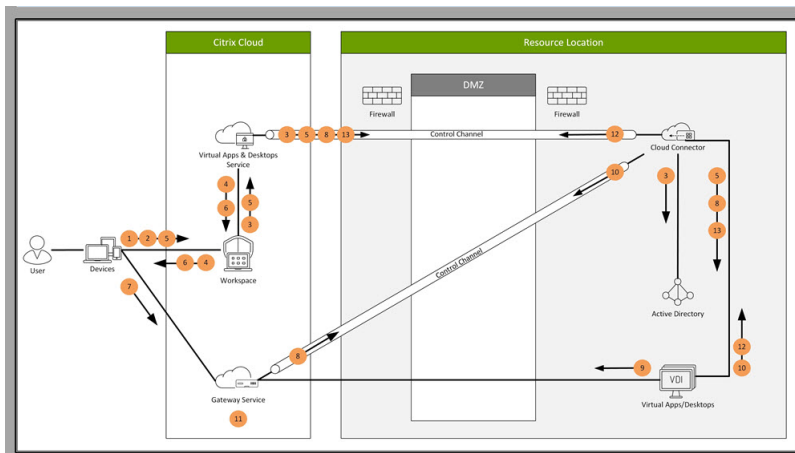 Citrix Cloud
Resource Location
DMZ
Firewall
Firewall
3 5 8 13
Control Channel
12
Virtual Apps & Desktops
Service
Cloud Connector
4
6
5
3
10
3
5
8
13
1 2 5
User
Devices
6 4
Workspace
Control Channel
7
Active Directory
8
12
10
9
VDI
Gateway Service
Virtual Apps/Desktops
11